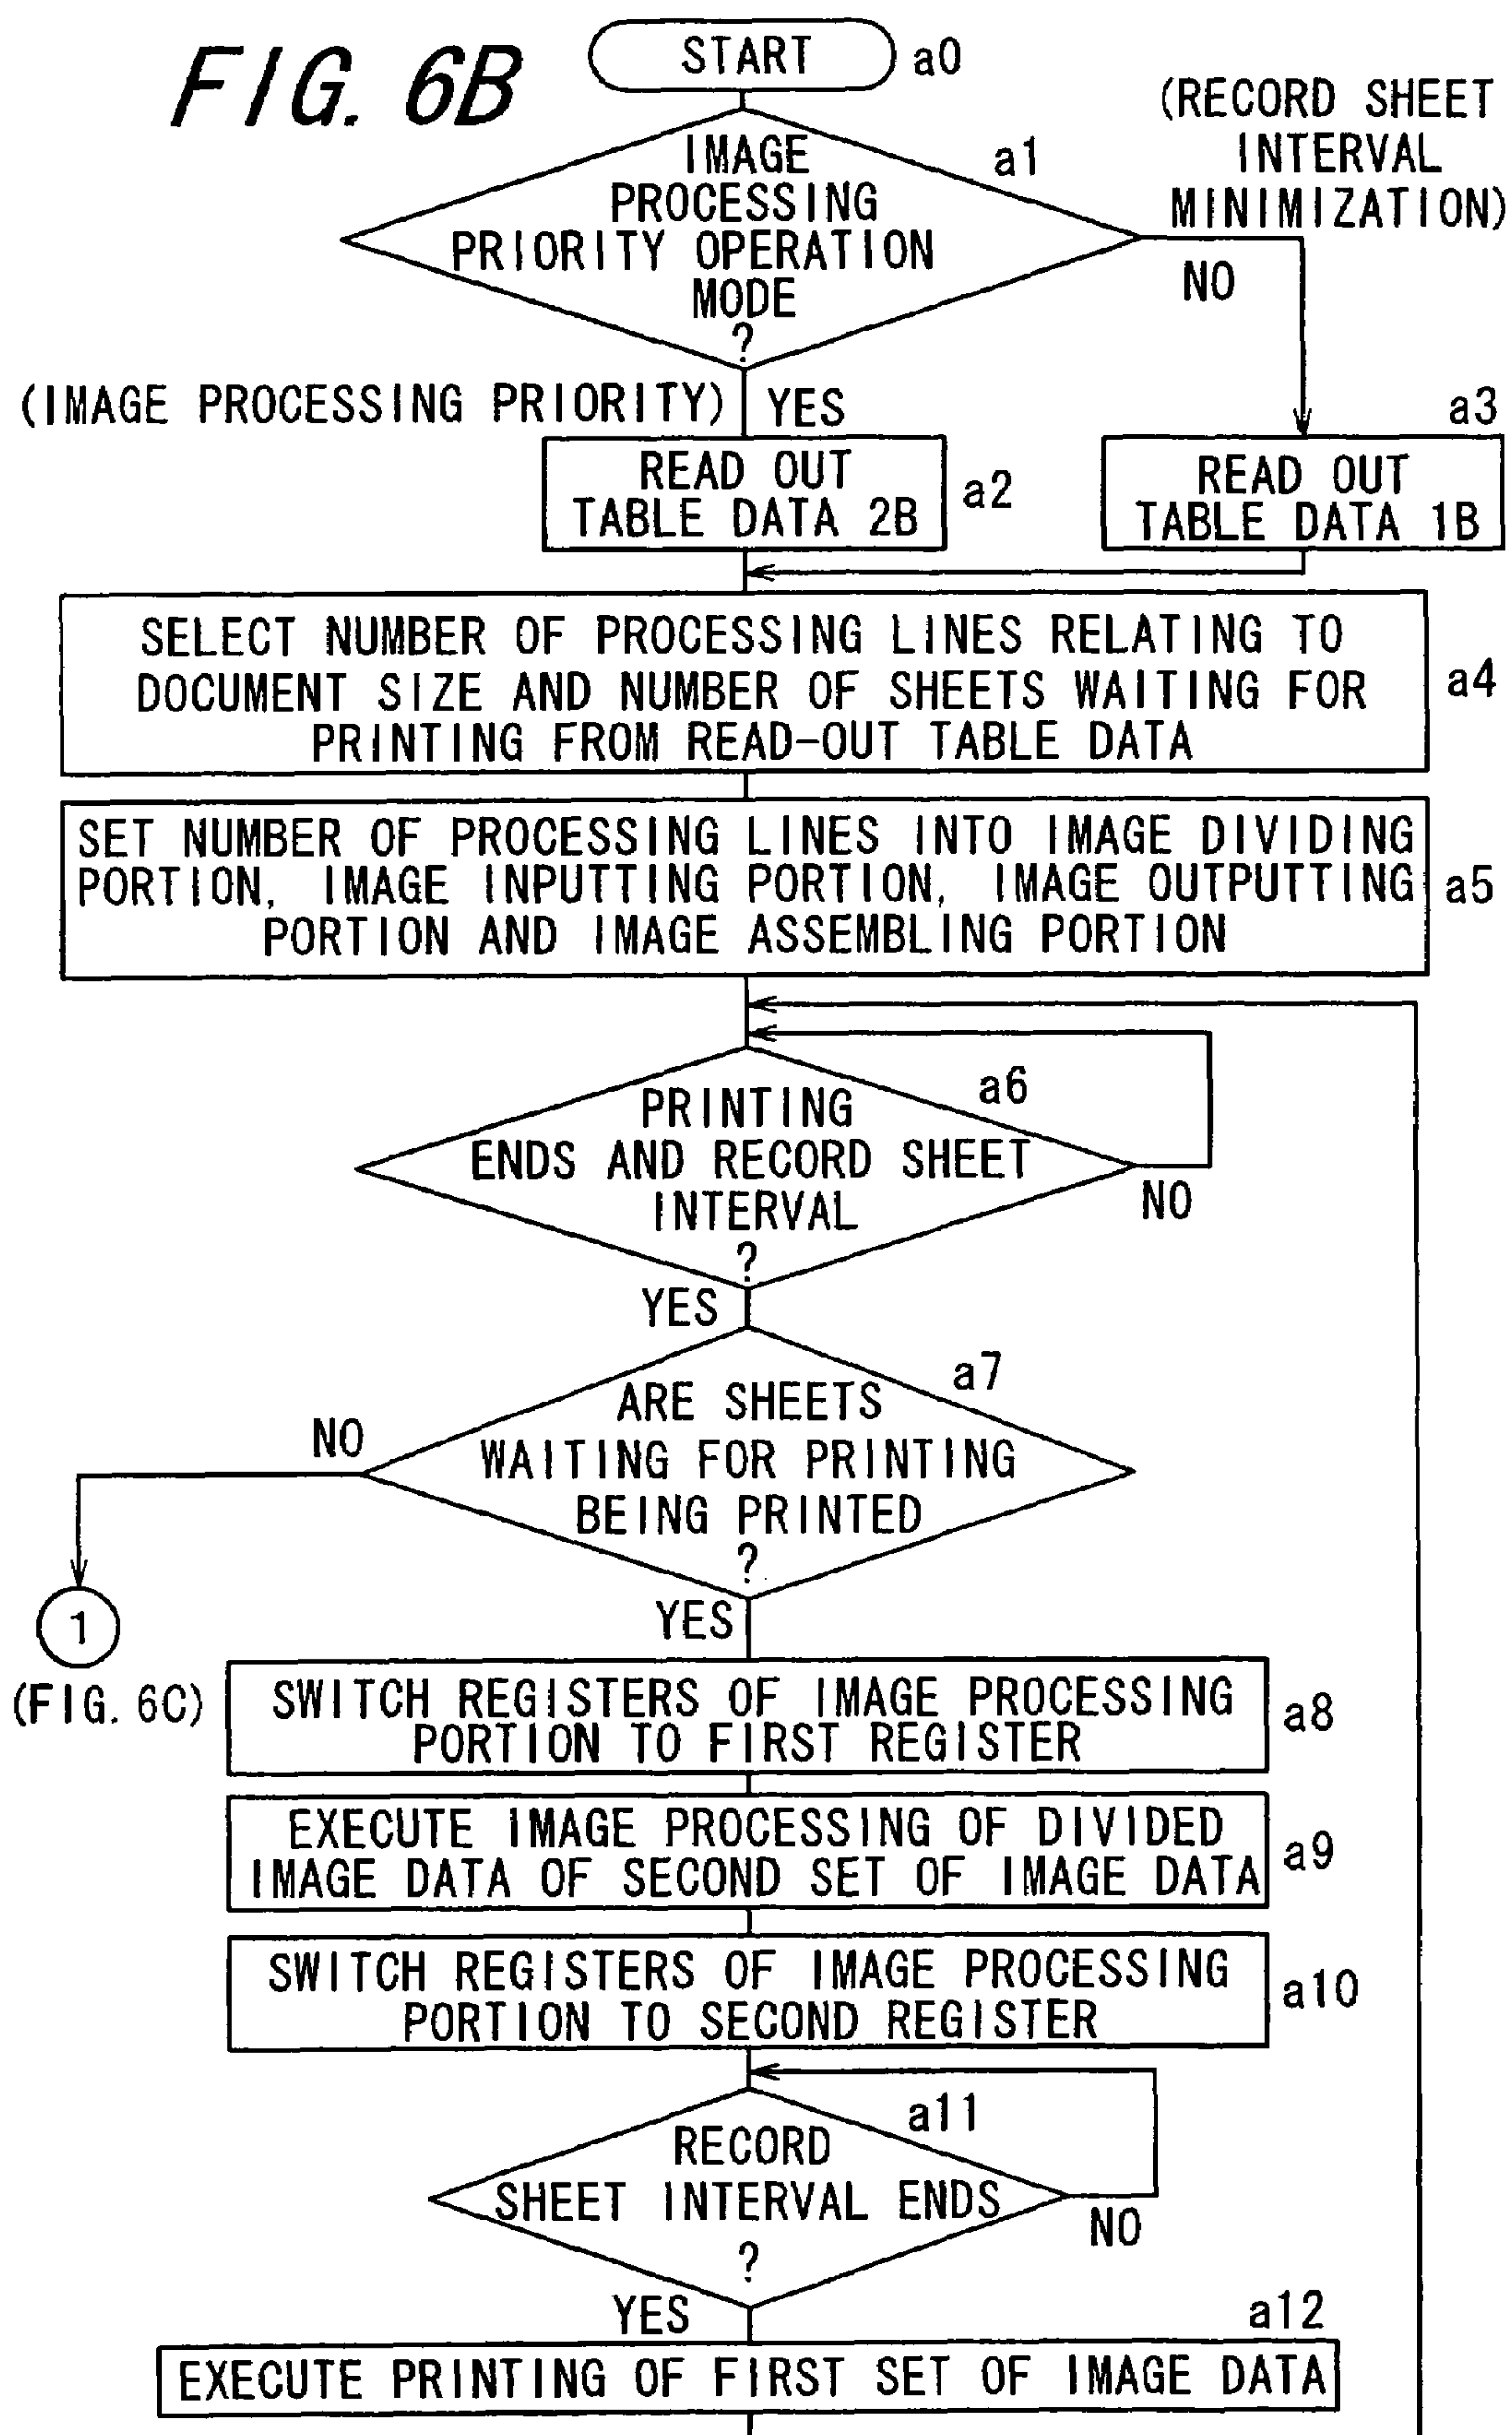 FIG. 6B
START
a0
(RECORD SHEET
INTERVAL
MINIMIZATION)
IMAGE
PROCESSING
PRIORITY OPERATION
MODE
?
a1
NO
(IMAGE PROCESSING PRIORITY)
YES
READ OUT
TABLE DATA 2B
a2
a3
READ OUT
TABLE DATA 1B
SELECT NUMBER OF PROCESSING LINES RELATING TO
DOCUMENT SIZE AND NUMBER OF SHEETS WAITING FOR
PRINTING FROM READ-OUT TABLE DATA
a4
SET NUMBER OF PROCESSING LINES INTO IMAGE DIVIDING
PORTION, IMAGE INPUTTING PORTION, IMAGE OUTPUTTING
PORTION AND IMAGE ASSEMBLING PORTION
a5
PRINTING
ENDS AND RECORD SHEET
INTERVAL
?
a6
NO
YES
ARE SHEETS
WAITING FOR PRINTING
BEING PRINTED
?
a7
NO
1
(FIG. 6C)
YES
SWITCH REGISTERS OF IMAGE PROCESSING
PORTION TO FIRST REGISTER
a8
EXECUTE IMAGE PROCESSING OF DIVIDED
IMAGE DATA OF SECOND SET OF IMAGE DATA
a9
SWITCH REGISTERS OF IMAGE PROCESSING
PORTION TO SECOND REGISTER
a10
RECORD
SHEET INTERVAL ENDS
?
a11
NO
YES
a12
EXECUTE PRINTING OF FIRST SET OF IMAGE DATA